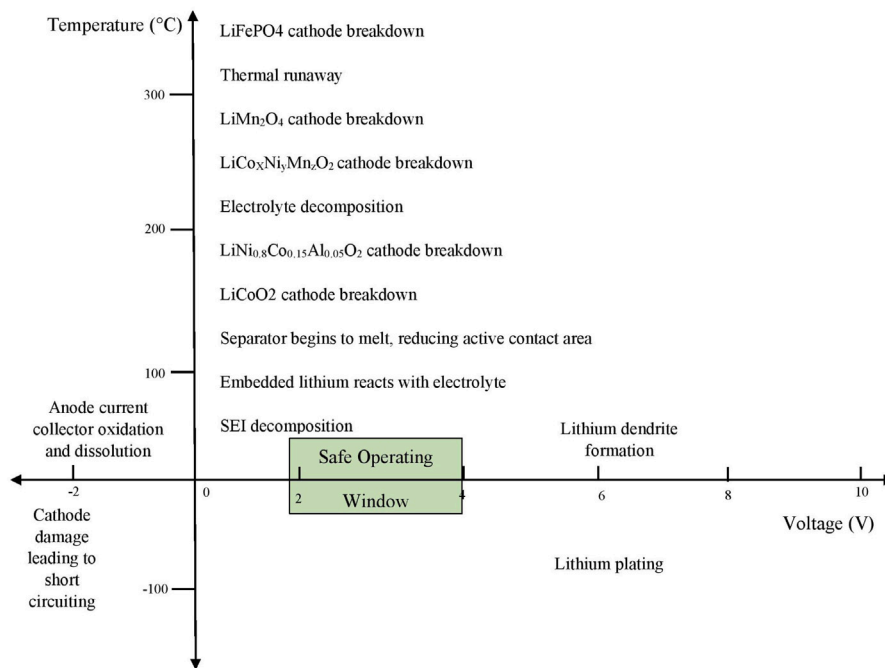 Temperature (°C)
LiFePO4 cathode breakdown
Thermal runaway
300
LiMn₂O₄ cathode breakdown
LiCoₓNiᵧMn𝓏O₂ cathode breakdown
Electrolyte decomposition
200
LiNi₀.₈Co₀.₁₅Al₀.₀₅O₂ cathode breakdown
LiCoO2 cathode breakdown
Separator begins to melt, reducing active contact area
100
Embedded lithium reacts with electrolyte
SEI decomposition
Anode current
collector oxidation
and dissolution
Lithium dendrite
formation
Safe Operating
Window
-2
0
2
4
6
8
10
Voltage (V)
Cathode
damage
leading to
short
circuiting
Lithium plating
-100